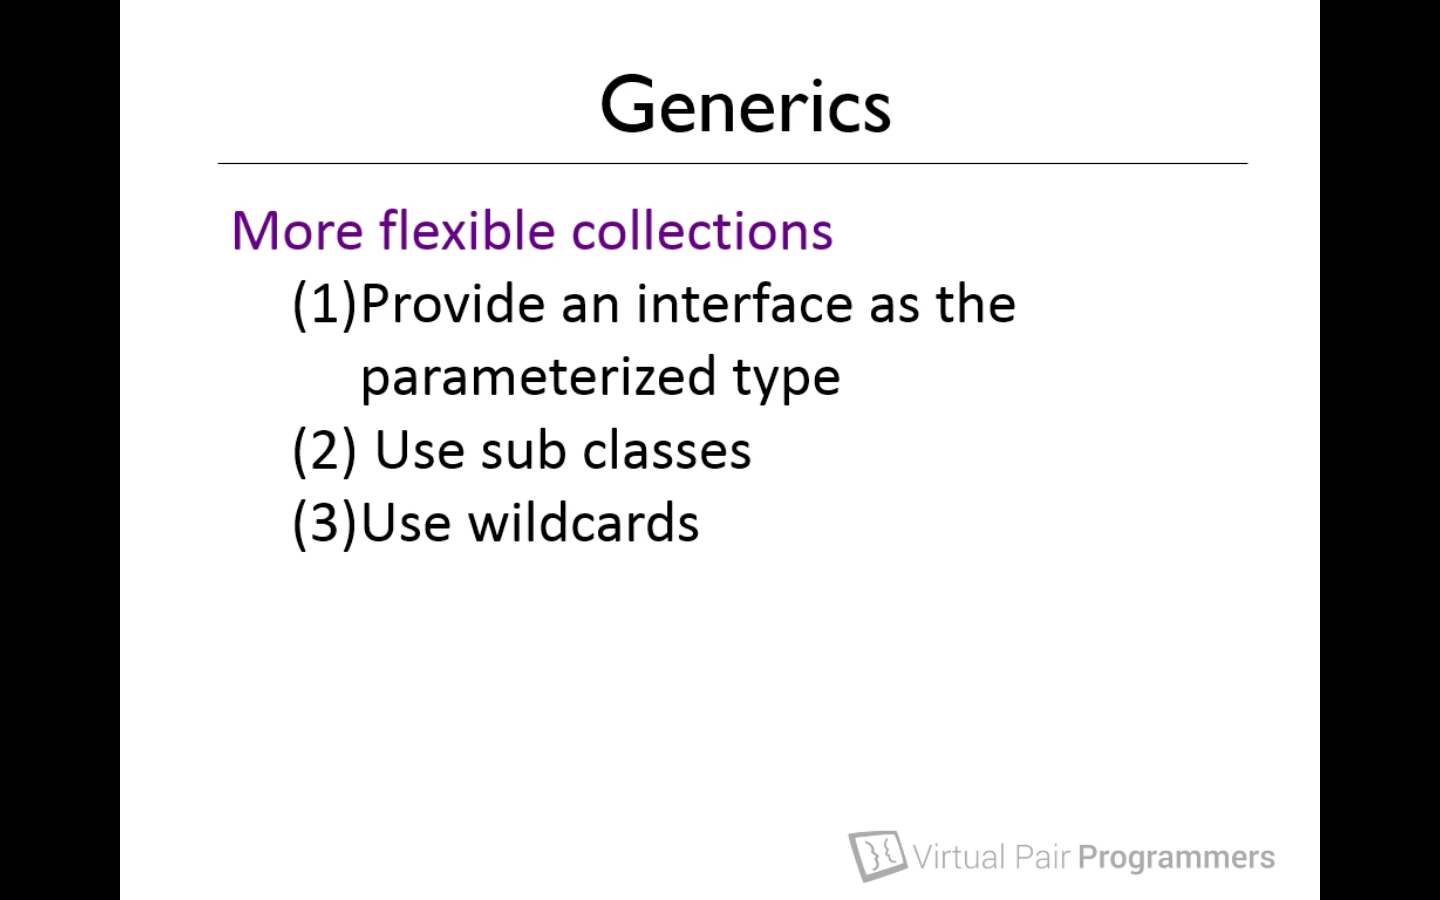 Generics
More flexible collections
(1)Provide an interface as the
parameterized type
(2) Use sub classes
(3)Use wildcards
Virtual Pair Programmers